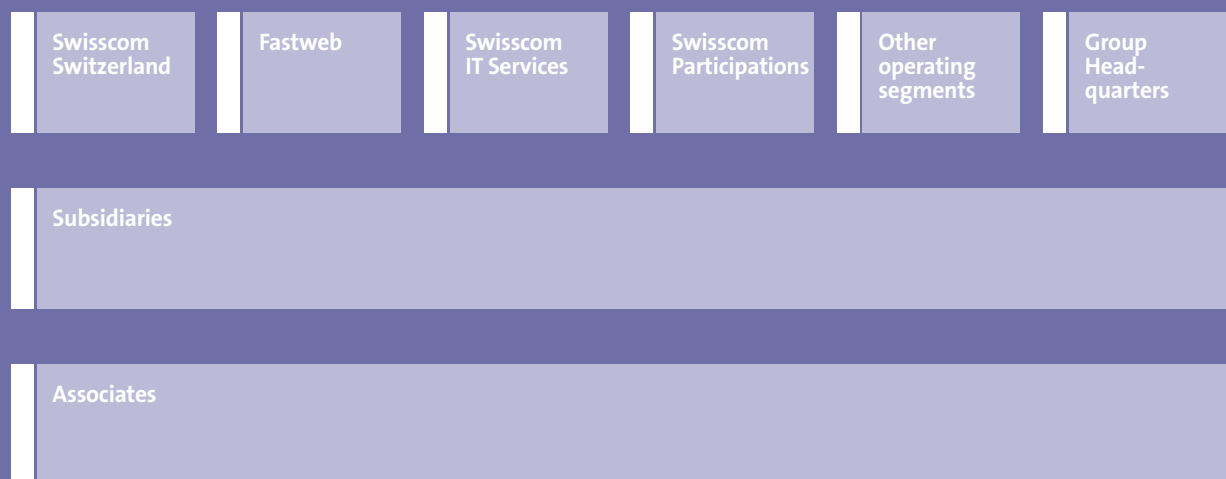 Swisscom
Switzerland
Fastweb
Swisscom
IT Services
Swisscom
Participations
Other
operating
segments
Group
Head-
quarters
Subsidiaries
Associates